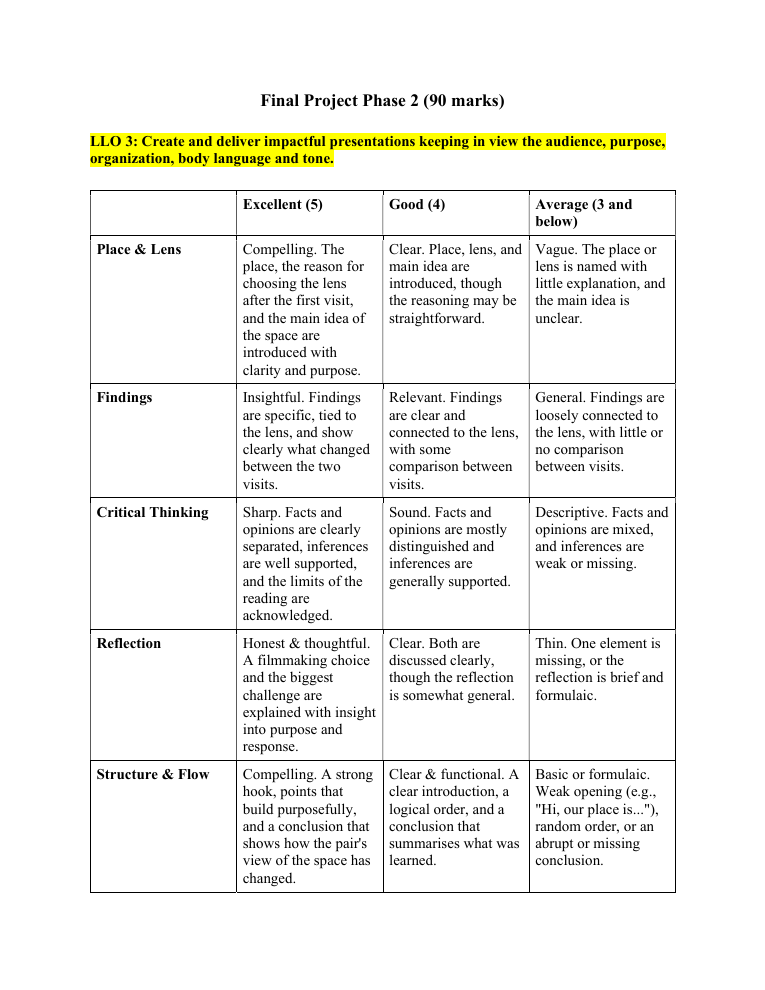 Final Project Phase 2 (90 marks)
LLO 3: Create and deliver impactful presentations keeping in view the audience, purpose,
organization, body language and tone.
Excellent (5)
Good (4)
Average (3 and
below)
Place & Lens
Compelling. The
place, the reason for
choosing the lens
after the first visit,
and the main idea of
the space are
introduced with
clarity and purpose.
Clear. Place, lens, and
main idea are
introduced, though
the reasoning may be
straightforward.
Vague. The place or
lens is named with
little explanation, and
the main idea is
unclear.
Findings
Insightful. Findings
are specific, tied to
the lens, and show
clearly what changed
between the two
visits.
Relevant. Findings
are clear and
connected to the lens,
with some
comparison between
visits.
General. Findings are
loosely connected to
the lens, with little or
no comparison
between visits.
Critical Thinking
Sharp. Facts and
opinions are clearly
separated, inferences
are well supported,
and the limits of the
reading are
acknowledged.
Sound. Facts and
opinions are mostly
distinguished and
inferences are
generally supported.
Descriptive. Facts and
opinions are mixed,
and inferences are
weak or missing.
Reflection
Honest & thoughtful.
A filmmaking choice
and the biggest
challenge are
explained with insight
into purpose and
response.
Clear. Both are
discussed clearly,
though the reflection
is somewhat general.
Thin. One element is
missing, or the
reflection is brief and
formulaic.
Structure & Flow
Compelling. A strong
hook, points that
build purposefully,
and a conclusion that
shows how the pair's
view of the space has
changed.
Clear & functional. A
clear introduction, a
logical order, and a
conclusion that
summarises what was
learned.
Basic or formulaic.
Weak opening (e.g.,
"Hi, our place is..."),
random order, or an
abrupt or missing
conclusion.